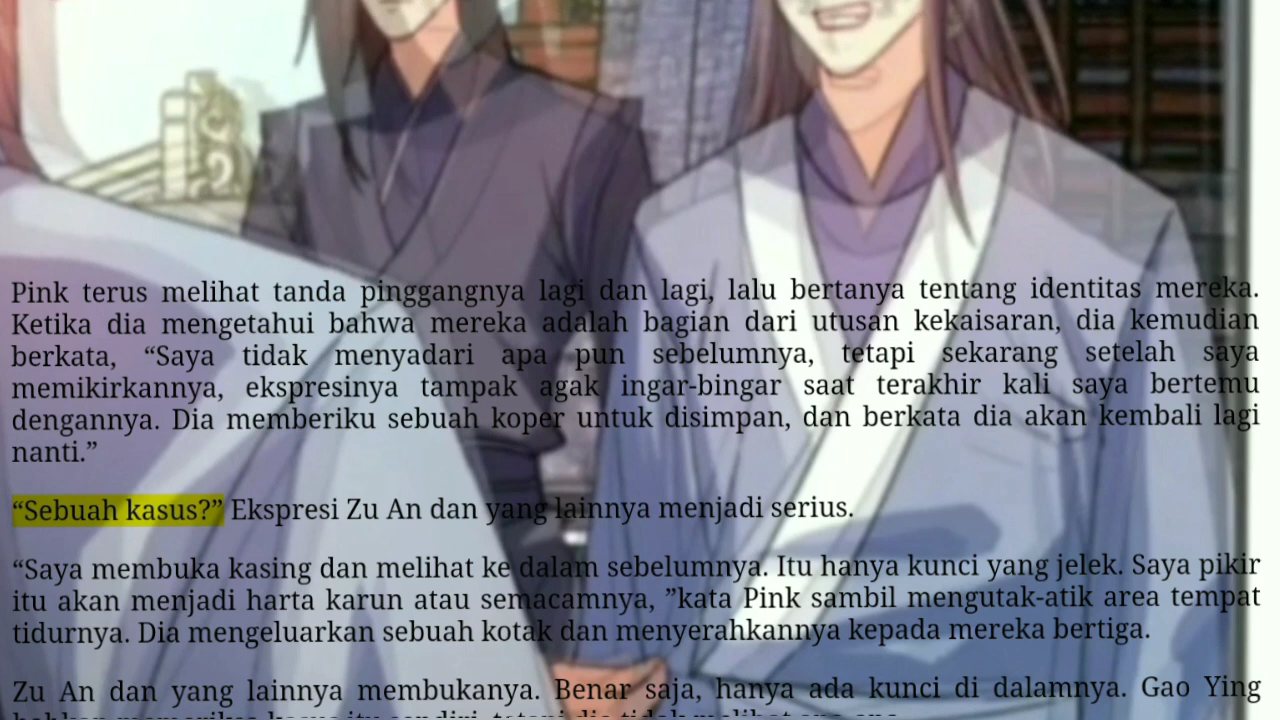 Pink terus melihat tanda pinggangnya lagi dan lagi, lalu bertanya tentang identitas mereka.
Ketika dia mengetahui bahwa mereka adalah bagian dari utusan kekaisaran, dia kemudian
berkata, “Saya tidak menyadari apa pun sebelumnya, tetapi sekarang setelah saya
memikirkannya, ekspresinya tampak agak ingar-bingar saat terakhir kali saya bertemu
dengannya. Dia memberiku sebuah koper untuk disimpan, dan berkata dia akan kembali lagi
nanti.”
“Sebuah kasus?” Ekspresi Zu An dan yang lainnya menjadi serius.
“Saya membuka kasing dan melihat ke dalam sebelumnya. Itu hanya kunci yang jelek. Saya pikir
itu akan menjadi harta karun atau semacamnya, ”kata Pink sambil mengutak-atik area tempat
tidurnya. Dia mengeluarkan sebuah kotak dan menyerahkannya kepada mereka bertiga.
Zu An dan yang lainnya membukanya. Benar saja, hanya ada kunci di dalamnya. Gao Ying